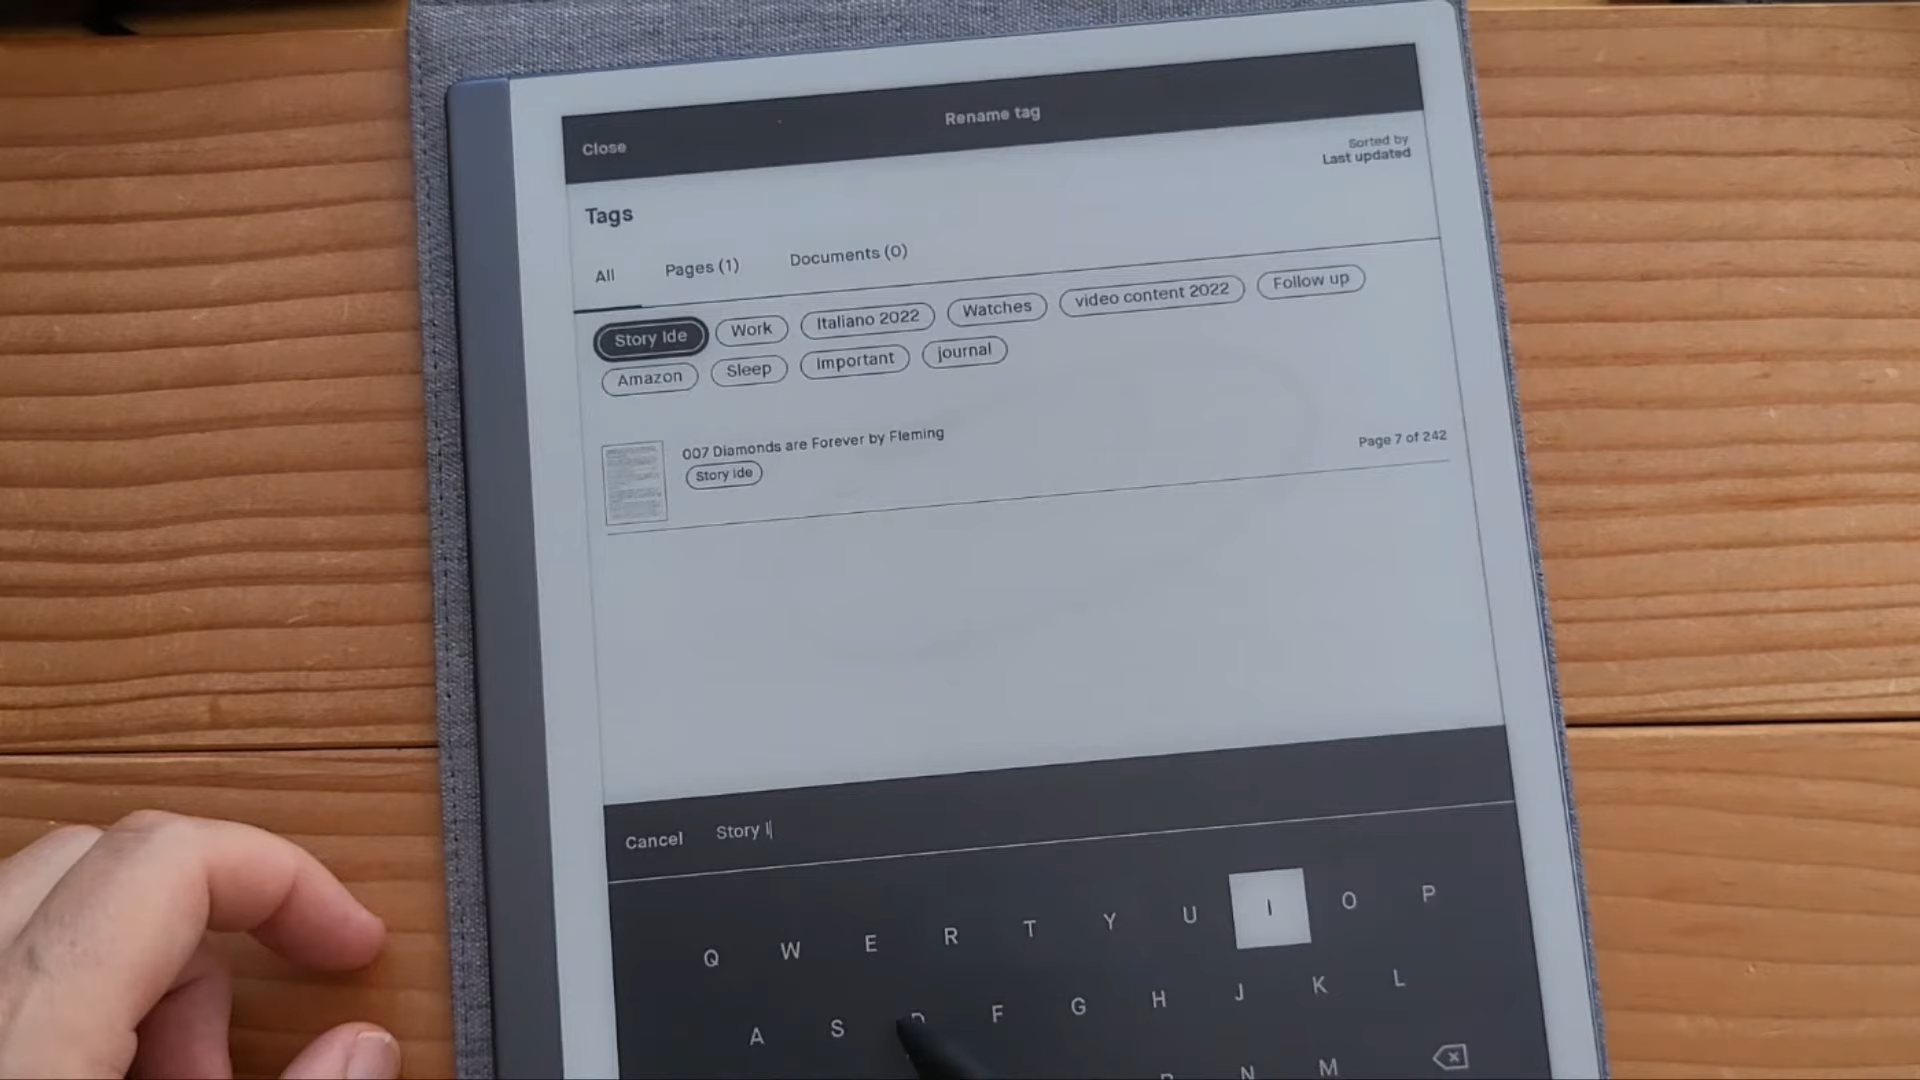 Rename tag
Close
Sorted by
Last updated
Tags
All Pages (1) Documents (0)
Story Ide Work Italiano 2022 Watches video content 2022 Follow up
Amazon Sleep Important journal
007 Diamonds are Forever by Fleming
Story Ide
Page 7 of 242
Cancel Story I
Q W E R T Y U I O P
A S D F G H J K L
N M